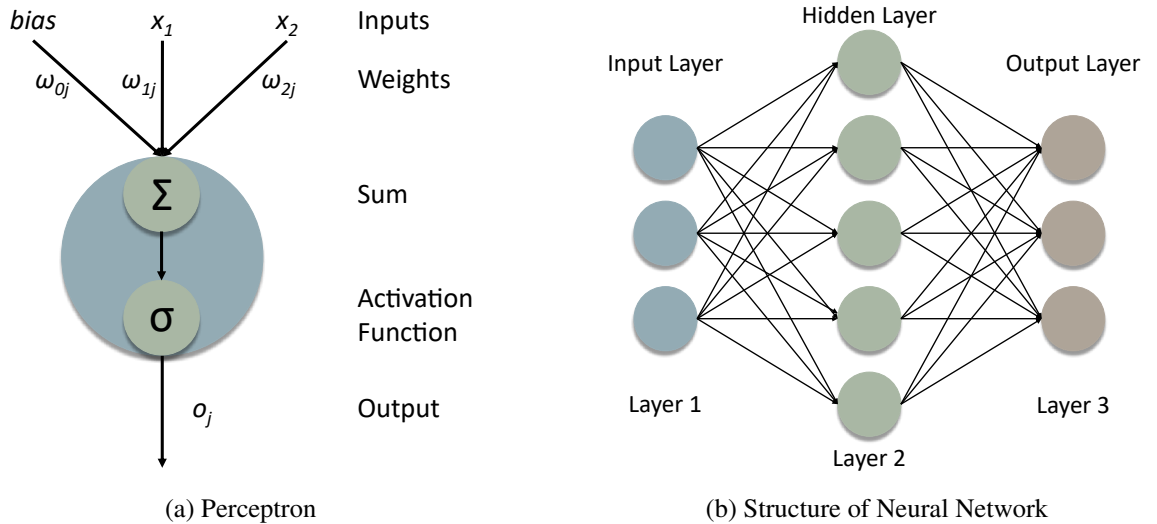 bias x₁ x₂ Inputs
ω₀ⱼ ω₁ⱼ ω₂ⱼ Weights
Σ Sum
σ Activation
Function
oⱼ Output
(a) Perceptron
Hidden Layer
Input Layer Output Layer
Layer 1 Layer 3
Layer 2
(b) Structure of Neural Network